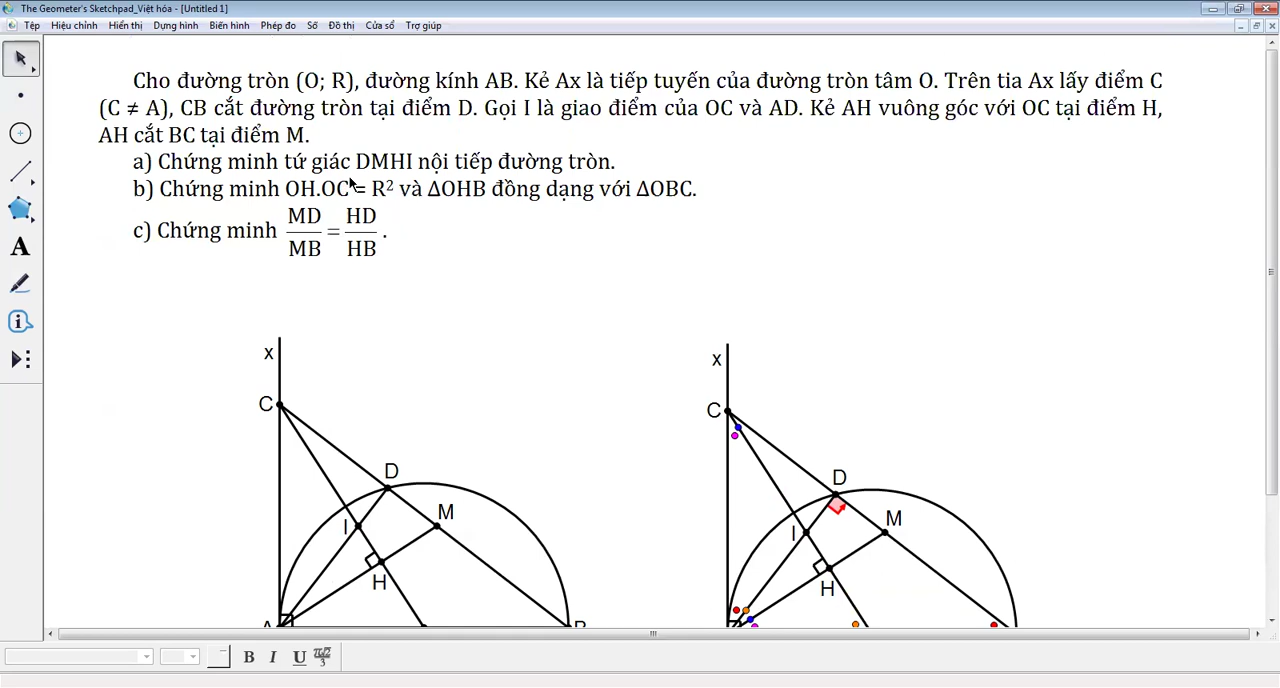 The Geometer's Sketchpad_Việt hóa - [Untitled 1]
Tệp Hiệu chỉnh Hiển thị Dựng hình Biến hình Phép đo Số Đồ thị Cửa sổ Trợ giúp
Cho đường tròn (O; R), đường kính AB. Kẻ Ax là tiếp tuyến của đường tròn tâm O. Trên tia Ax lấy điểm C
(C ≠ A), CB cắt đường tròn tại điểm D. Gọi I là giao điểm của OC và AD. Kẻ AH vuông góc với OC tại điểm H,
AH cắt BC tại điểm M.
a) Chứng minh tứ giác DMHI nội tiếp đường tròn.
b) Chứng minh OH.OC = R² và ΔOHB đồng dạng với ΔOBC.
c) Chứng minh MD/MB = HD/HB .
x x
C C
D D
M M
I I
H H
A B
B I U